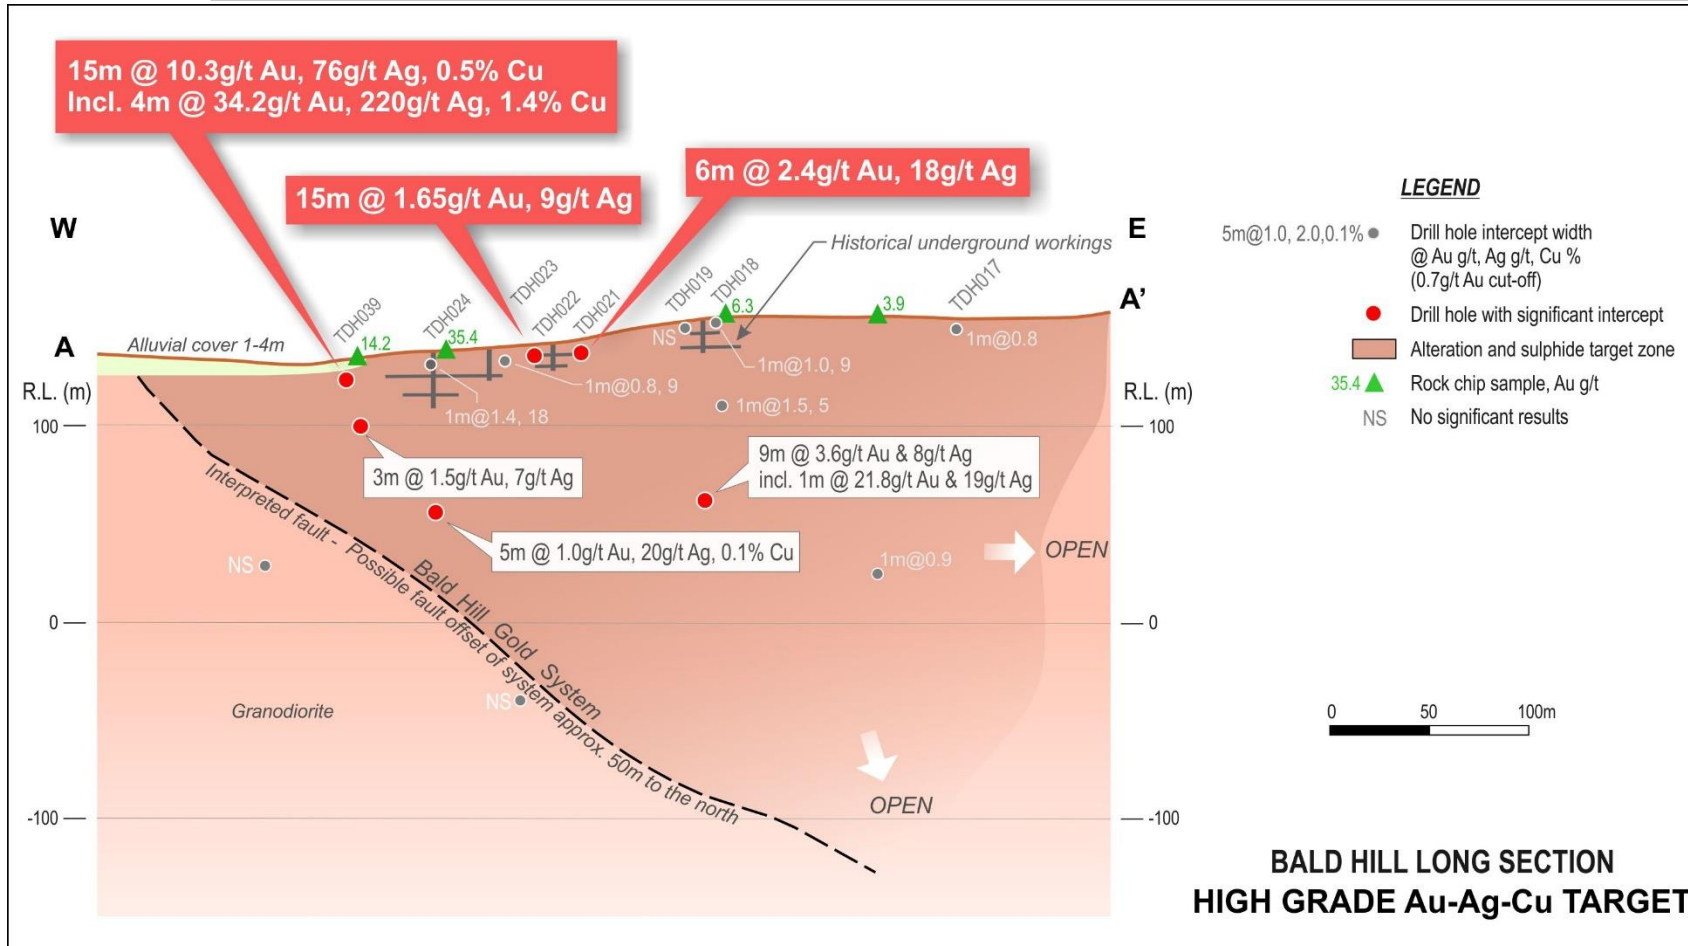 15m @ 10.3g/t Au, 76g/t Ag, 0.5% Cu
Incl. 4m @ 34.2g/t Au, 220g/t Ag, 1.4% Cu
15m @ 1.65g/t Au, 9g/t Ag
6m @ 2.4g/t Au, 18g/t Ag
W
E
A
A'
Historical underground workings
TDH039
TDH024
TDH023
TDH022
TDH021
TDH019
TDH018
TDH017
14.2
35.4
6.3
3.9
Alluvial cover 1-4m
NS
1m@0.8
1m@1.0, 9
1m@0.8, 9
1m@1.4, 18
1m@1.5, 5
R.L. (m)
R.L. (m)
100
100
3m @ 1.5g/t Au, 7g/t Ag
9m @ 3.6g/t Au & 8g/t Ag
incl. 1m @ 21.8g/t Au & 19g/t Ag
5m @ 1.0g/t Au, 20g/t Ag, 0.1% Cu
1m@0.9
OPEN
NS
Bald Hill Gold System
Interpreted fault - Possible fault offset of system approx. 50m to the north
0
0
NS
Granodiorite
OPEN
-100
-100
LEGEND
5m@1.0, 2.0,0.1%
Drill hole intercept width
@ Au g/t, Ag g/t, Cu %
(0.7g/t Au cut-off)
Drill hole with significant intercept
Alteration and sulphide target zone
35.4
Rock chip sample, Au g/t
NS
No significant results
0 50 100m
BALD HILL LONG SECTION
HIGH GRADE Au-Ag-Cu TARGET